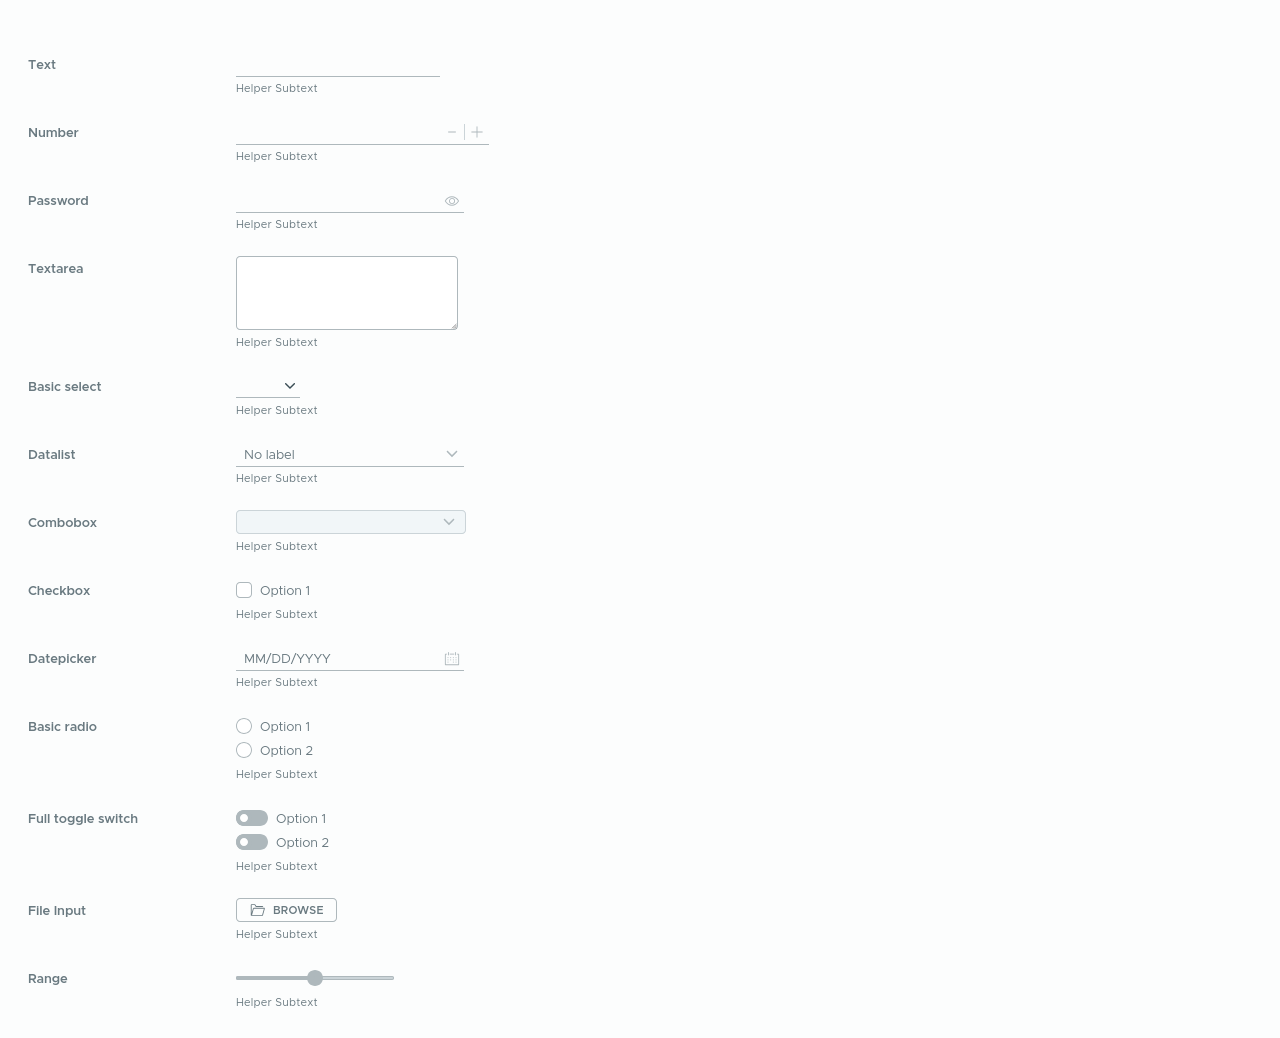 Text
Helper Subtext
Number
Helper Subtext
Password
Helper Subtext
Textarea
Helper Subtext
Basic select
Helper Subtext
Datalist No label
Helper Subtext
Combobox
Helper Subtext
Checkbox Option 1
Helper Subtext
Datepicker MM/DD/YYYY
Helper Subtext
Basic radio Option 1
Option 2
Helper Subtext
Full toggle switch Option 1
Option 2
Helper Subtext
File Input BROWSE
Helper Subtext
Range
Helper Subtext